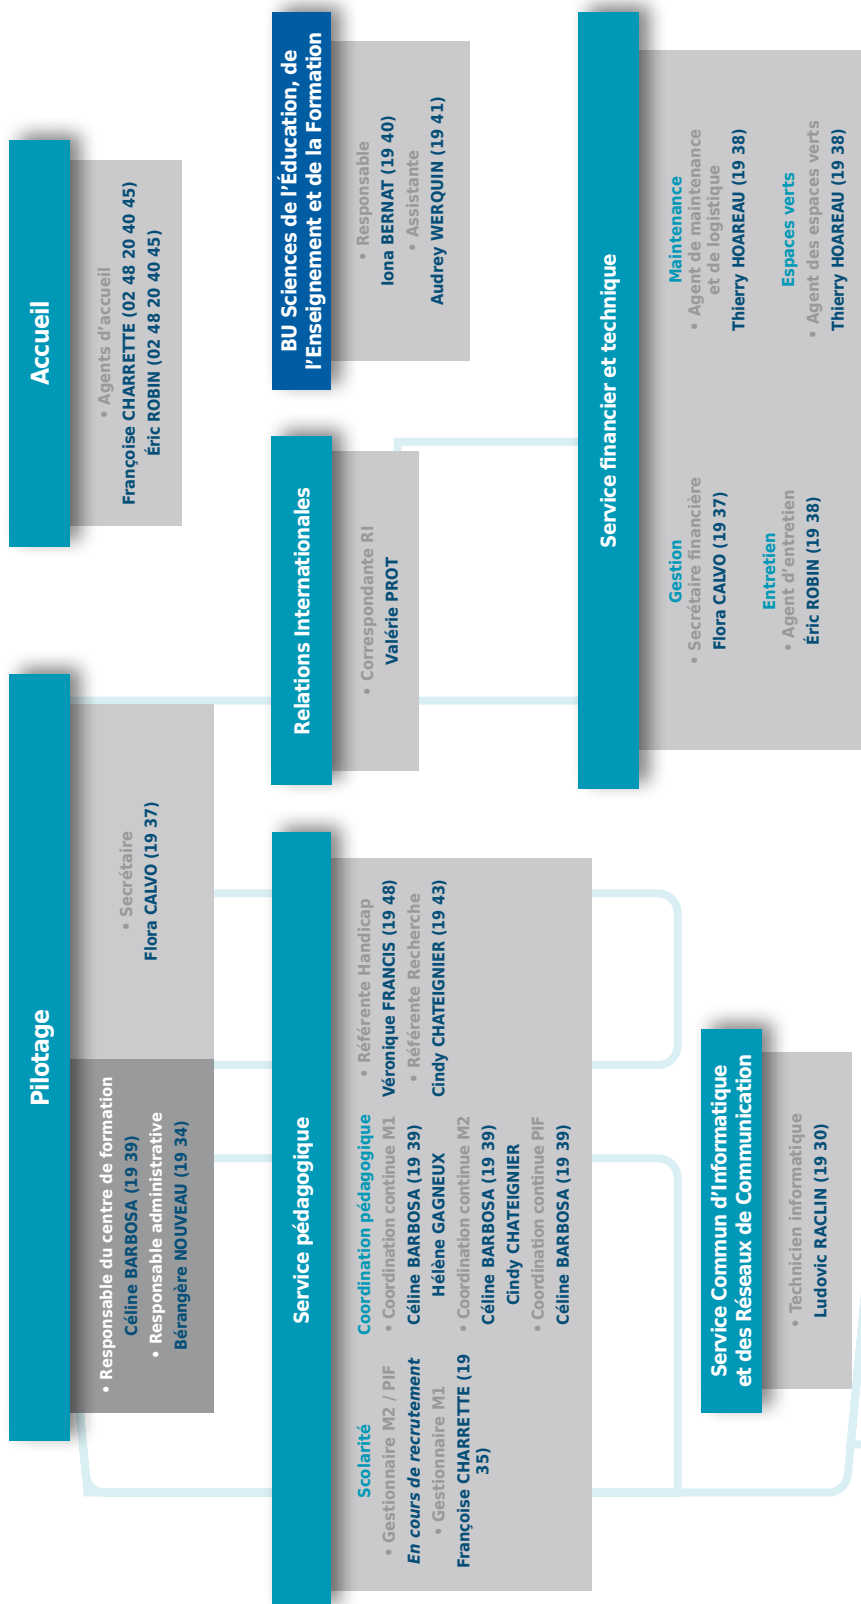 Pilotage
• Responsable du centre de formation
Céline BARBOSA (19 39)
• Responsable administrative
Bérangère NOUVEAU (19 34)
• Secrétaire
Flora CALVO (19 37)
Accueil
• Agents d’accueil
Françoise CHARRETTE (02 48 20 40 45)
Éric ROBIN (02 48 20 40 45)
Service pédagogique
Scolarité
• Gestionnaire M2 / PIF
En cours de recrutement
• Gestionnaire M1
Françoise CHARRETTE (19
35)
Coordination pédagogique
• Coordination continue M1
Céline BARBOSA (19 39)
Hélène GAGNEUX
• Coordination continue M2
Céline BARBOSA (19 39)
Cindy CHATEIGNIER
• Coordination continue PIF
Céline BARBOSA (19 39)
• Référente Handicap
Véronique FRANCIS (19 48)
• Référente Recherche
Cindy CHATEIGNIER (19 43)
Relations Internationales
• Correspondante RI
Valérie PROT
BU Sciences de l’Éducation, de
l’Enseignement et de la Formation
• Responsable
Iona BERNAT (19 40)
• Assistante
Audrey WERQUIN (19 41)
Service financier et technique
Gestion
• Secrétaire financière
Flora CALVO (19 37)
Entretien
• Agent d’entretien
Éric ROBIN (19 38)
Maintenance
• Agent de maintenance
et de logistique
Thierry HOAREAU (19 38)
Espaces verts
• Agent des espaces verts
Thierry HOAREAU (19 38)
Service Commun d’Informatique
et des Réseaux de Communication
• Technicien informatique
Ludovic RACLIN (19 30)